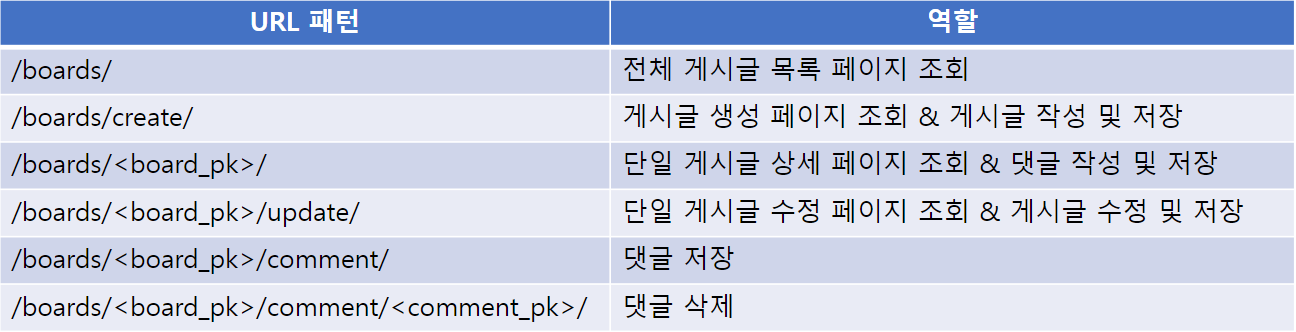 URL 패턴 역할
/boards/ 전체 게시글 목록 페이지 조회
/boards/create/ 게시글 생성 페이지 조회 & 게시글 작성 및 저장
/boards/<board_pk>/ 단일 게시글 상세 페이지 조회 & 댓글 작성 및 저장
/boards/<board_pk>/update/ 단일 게시글 수정 페이지 조회 & 게시글 수정 및 저장
/boards/<board_pk>/comment/ 댓글 저장
/boards/<board_pk>/comment/<comment_pk>/ 댓글 삭제